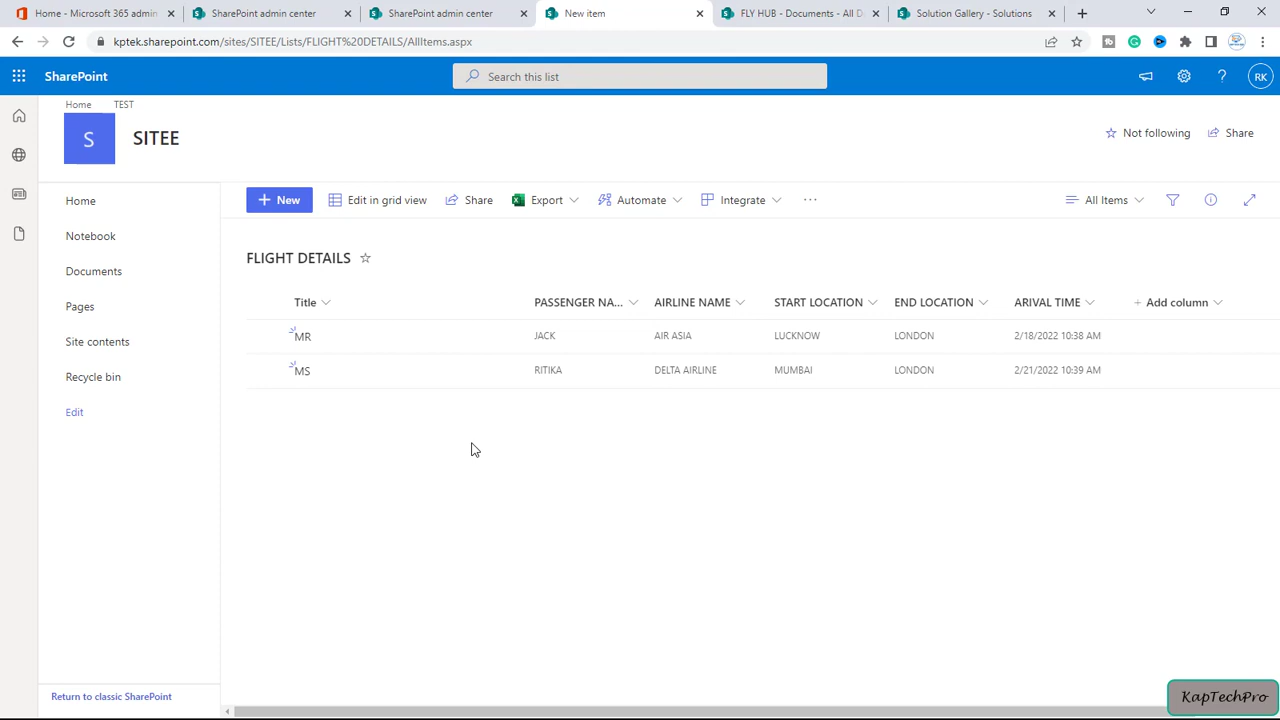 Home - Microsoft 365 admin
SharePoint admin center
SharePoint admin center
New item
FLY HUB - Documents - All D
Solution Gallery - Solutions
kptek.sharepoint.com/sites/SITEE/Lists/FLIGHT%20DETAILS/AllItems.aspx
SharePoint
Search this list
RK
Home TEST
S
SITEE
Not following
Share
Home
Notebook
Documents
Pages
Site contents
Recycle bin
Edit
Return to classic SharePoint
+ New
Edit in grid view
Share
Export
Automate
Integrate
...
All Items
FLIGHT DETAILS
Title PASSENGER NA... AIRLINE NAME START LOCATION END LOCATION ARIVAL TIME + Add column
MR JACK AIR ASIA LUCKNOW LONDON 2/18/2022 10:38 AM
MS RITIKA DELTA AIRLINE MUMBAI LONDON 2/21/2022 10:39 AM
KapTechPro